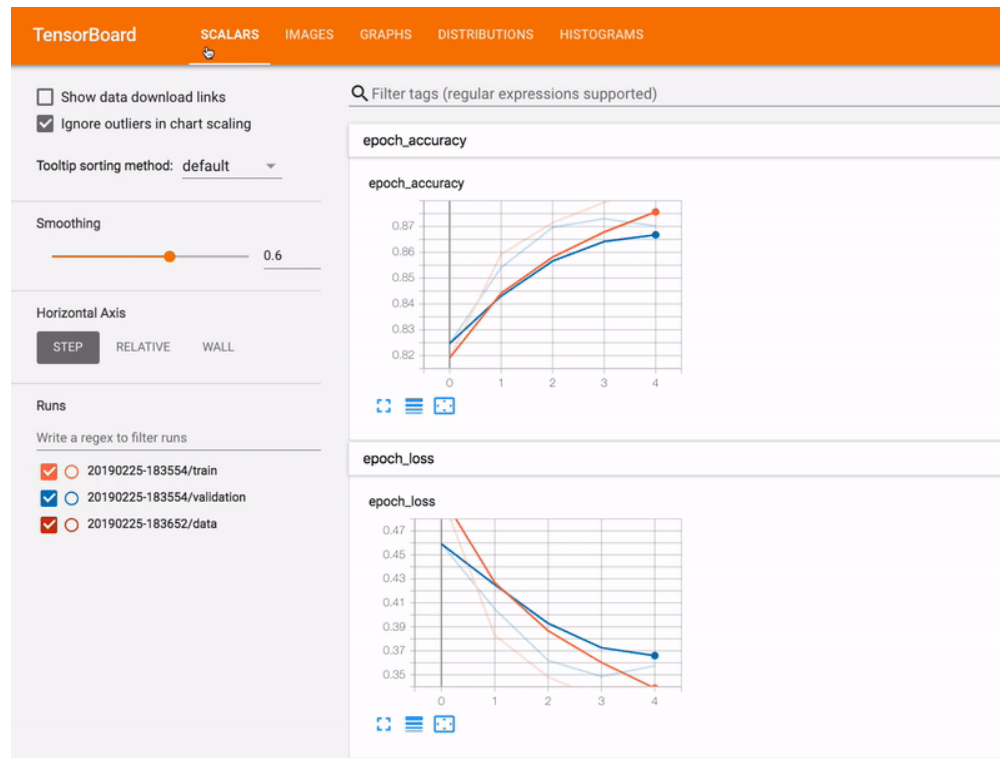 TensorBoard SCALARS IMAGES GRAPHS DISTRIBUTIONS HISTOGRAMS
Show data download links
Ignore outliers in chart scaling
Tooltip sorting method: default
Smoothing
0.6
Horizontal Axis
STEP RELATIVE WALL
Runs
Write a regex to filter runs
20190225-183554/train
20190225-183554/validation
20190225-183652/data
Filter tags (regular expressions supported)
epoch_accuracy
epoch_accuracy
0.87
0.86
0.85
0.84
0.83
0.82
0 1 2 3 4
epoch_loss
epoch_loss
0.47
0.45
0.43
0.41
0.39
0.37
0.35
0 1 2 3 4